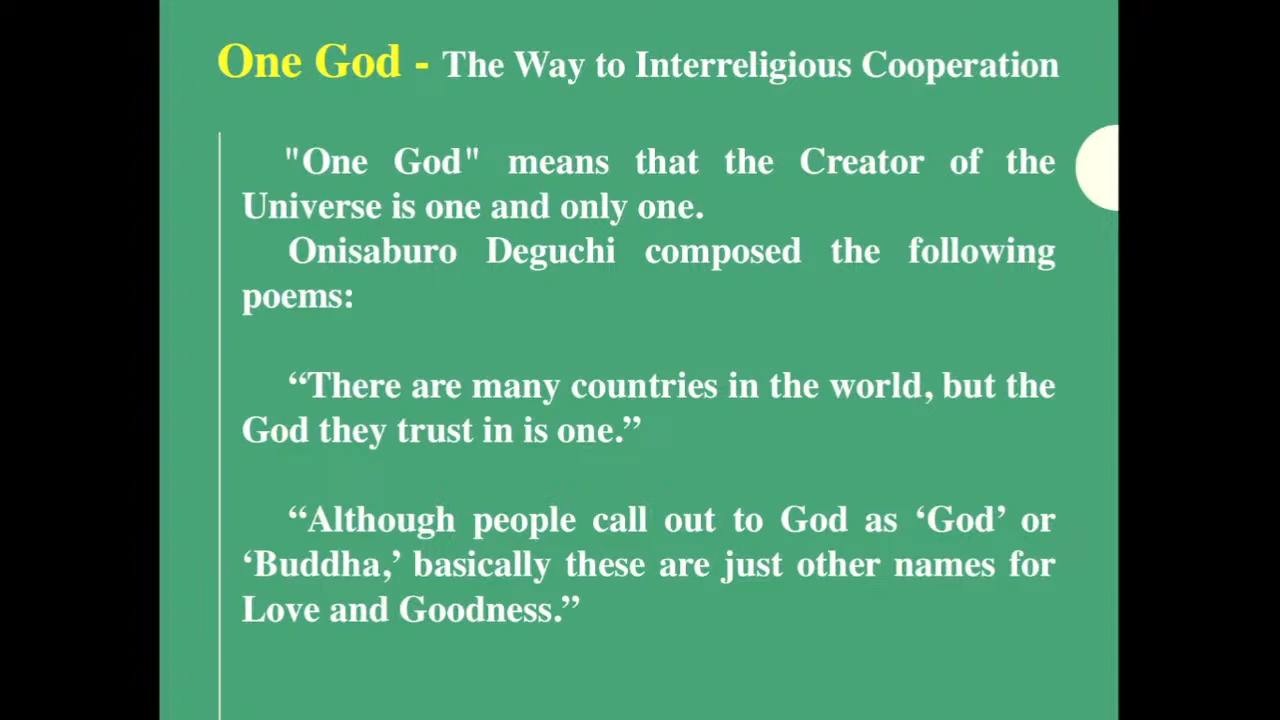 One God - The Way to Interreligious Cooperation
"One God" means that the Creator of the
Universe is one and only one.
Onisaburo Deguchi composed the following
poems:
“There are many countries in the world, but the
God they trust in is one.”
“Although people call out to God as ‘God’ or
‘Buddha,’ basically these are just other names for
Love and Goodness.”